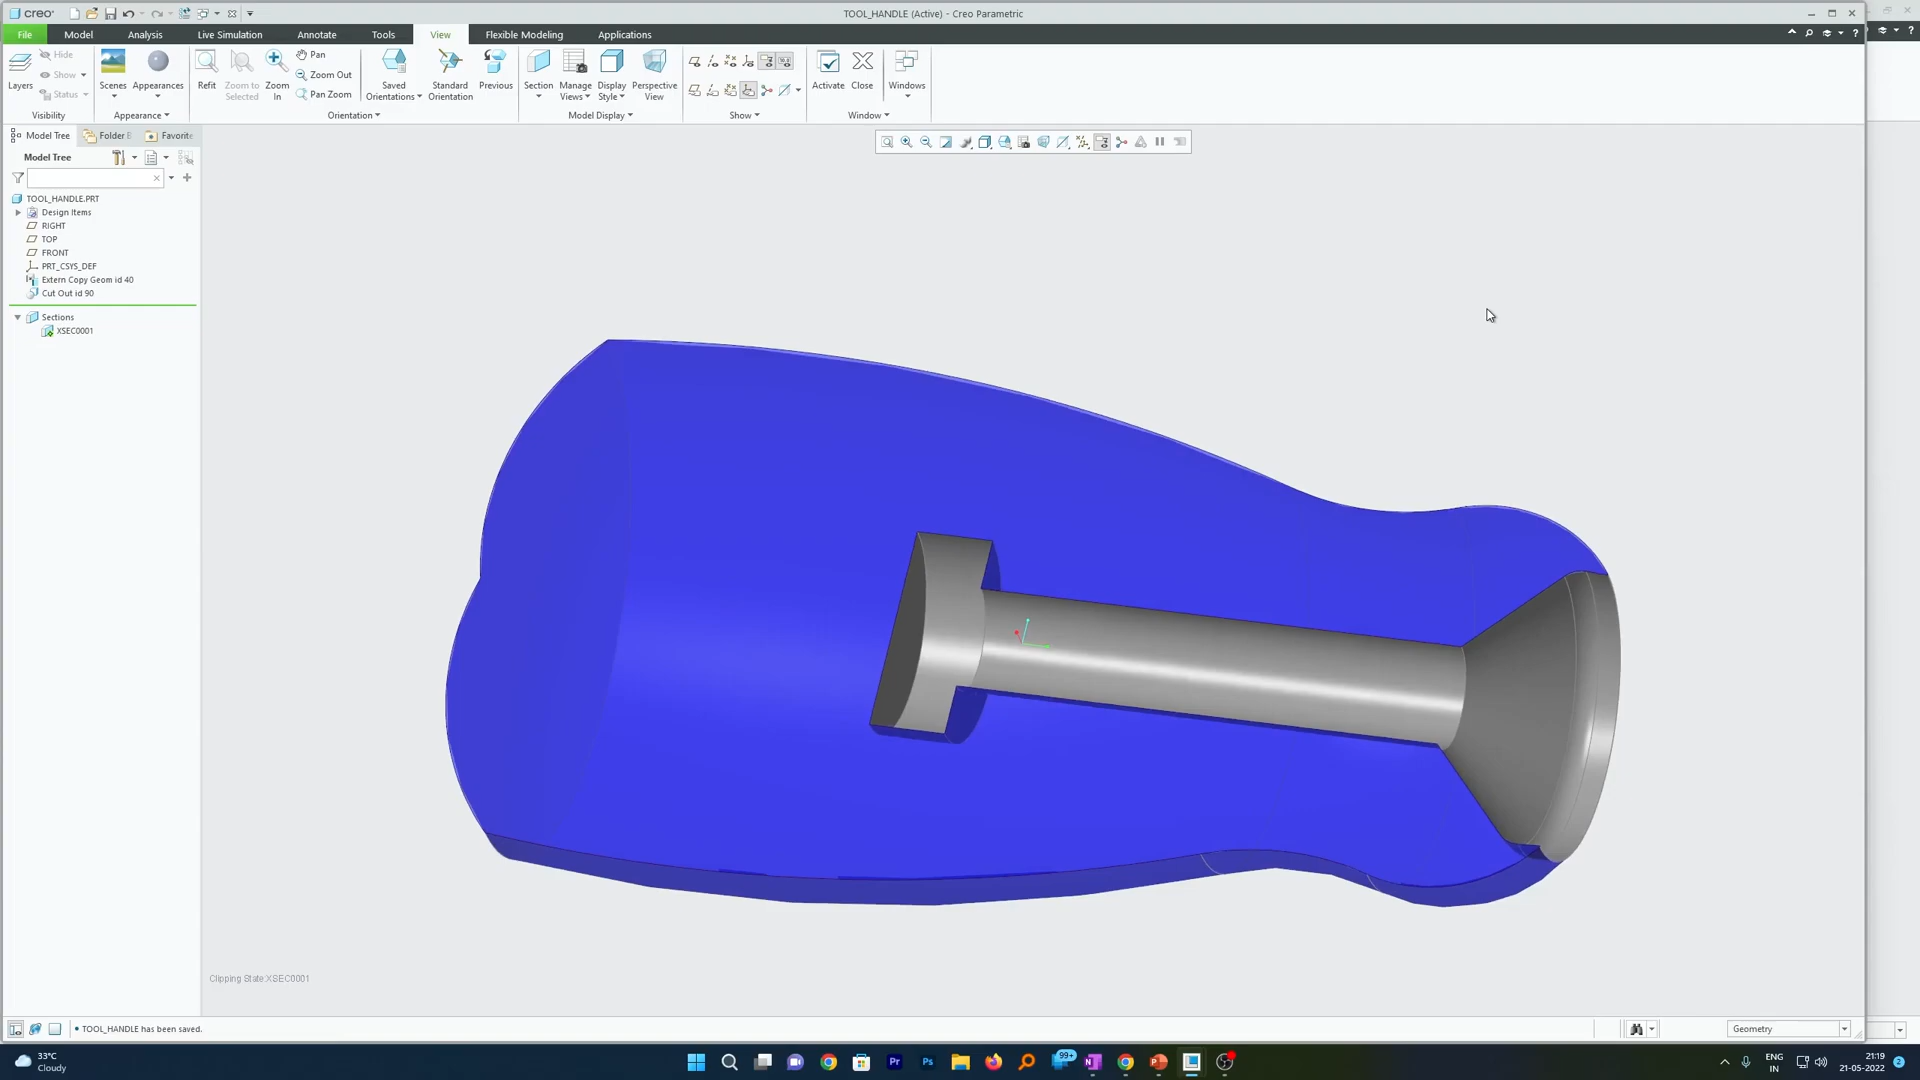 creo
TOOL_HANDLE (Active) - Creo Parametric
File Model Analysis Live Simulation Annotate Tools View Flexible Modeling Applications
Layers Hide Show Status
Visibility
Scenes Appearances
Appearance
Refit Zoom to Selected Zoom In Pan Zoom Out Pan Zoom Saved Orientations Standard Orientation Previous
Orientation
Section Manage Views Display Style Perspective View
Model Display
Show
Activate Close Windows
Window
Model Tree Folder B Favorite
Model Tree
TOOL_HANDLE.PRT
Design Items
RIGHT
TOP
FRONT
PRT_CSYS_DEF
Extern Copy Geom id 40
Cut Out id 90
Sections
XSEC0001
Clipping State:XSEC0001
TOOL_HANDLE has been saved.
Geometry
33°C
Cloudy
Pr Ps 99+ N P
ENG
IN
21:19
21-05-2022
2